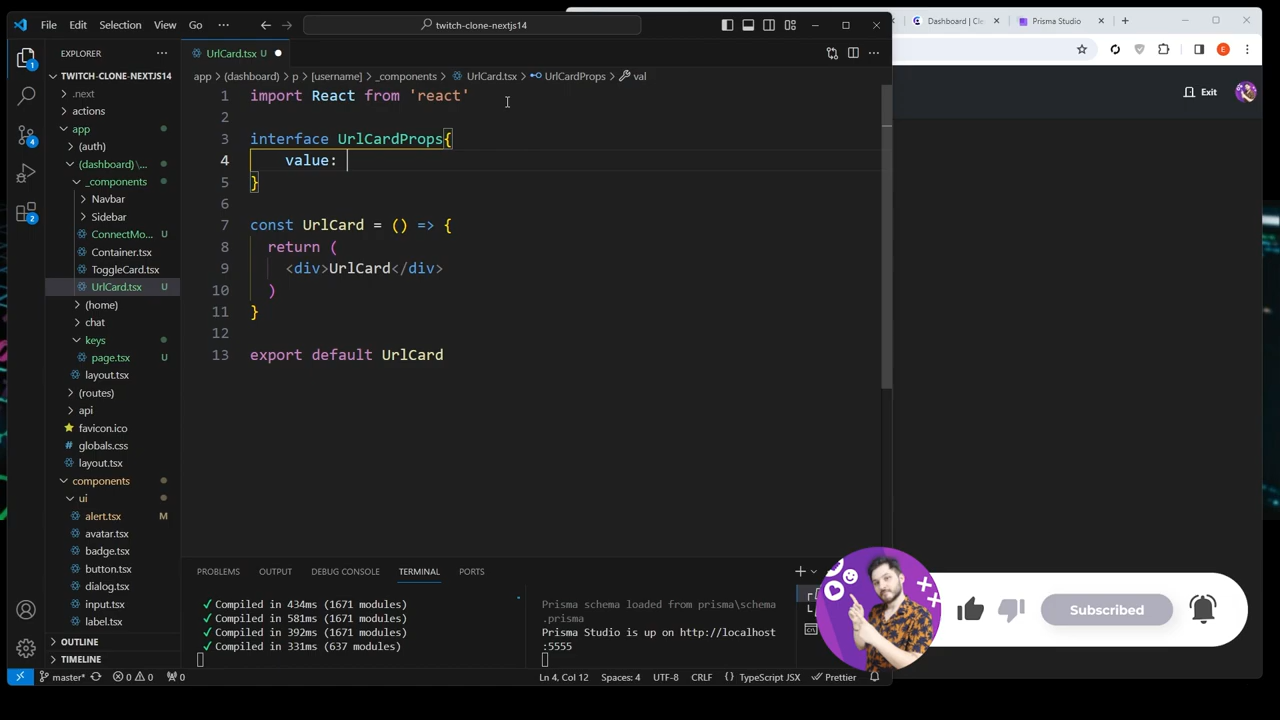 File Edit Selection View Go ··· twitch-clone-nextjs14
Dashboard | Cle
Prisma Studio
EXPLORER
UrlCard.tsx U
E
TWITCH-CLONE-NEXTJS14
app > (dashboard) > p > [username] > _components > UrlCard.tsx > UrlCardProps > val
Exit
.next
actions
app
(auth)
(dashboard) \...
_components
Navbar
Sidebar
ConnectMo... U
Container.tsx
ToggleCard.tsx
UrlCard.tsx U
(home)
chat
keys
page.tsx U
layout.tsx
(routes)
api
favicon.ico
globals.css
layout.tsx
components
ui
alert.tsx M
avatar.tsx
badge.tsx
button.tsx
dialog.tsx
input.tsx
label.tsx
OUTLINE
TIMELINE
1
4
2
1 import React from 'react'
2
3 interface UrlCardProps{
4 value:
5 }
6
7 const UrlCard = () => {
8 return (
9 <div>UrlCard</div>
10 )
11 }
12
13 export default UrlCard
PROBLEMS OUTPUT DEBUG CONSOLE TERMINAL PORTS
✓ Compiled in 434ms (1671 modules)
✓ Compiled in 581ms (1671 modules)
✓ Compiled in 392ms (1671 modules)
✓ Compiled in 331ms (637 modules)
Prisma schema loaded from prisma\schema
.prisma
Prisma Studio is up on http://localhost
:5555
Subscribed
master* 0 0 0 Ln 4, Col 12 Spaces: 4 UTF-8 CRLF {} TypeScript JSX Prettier